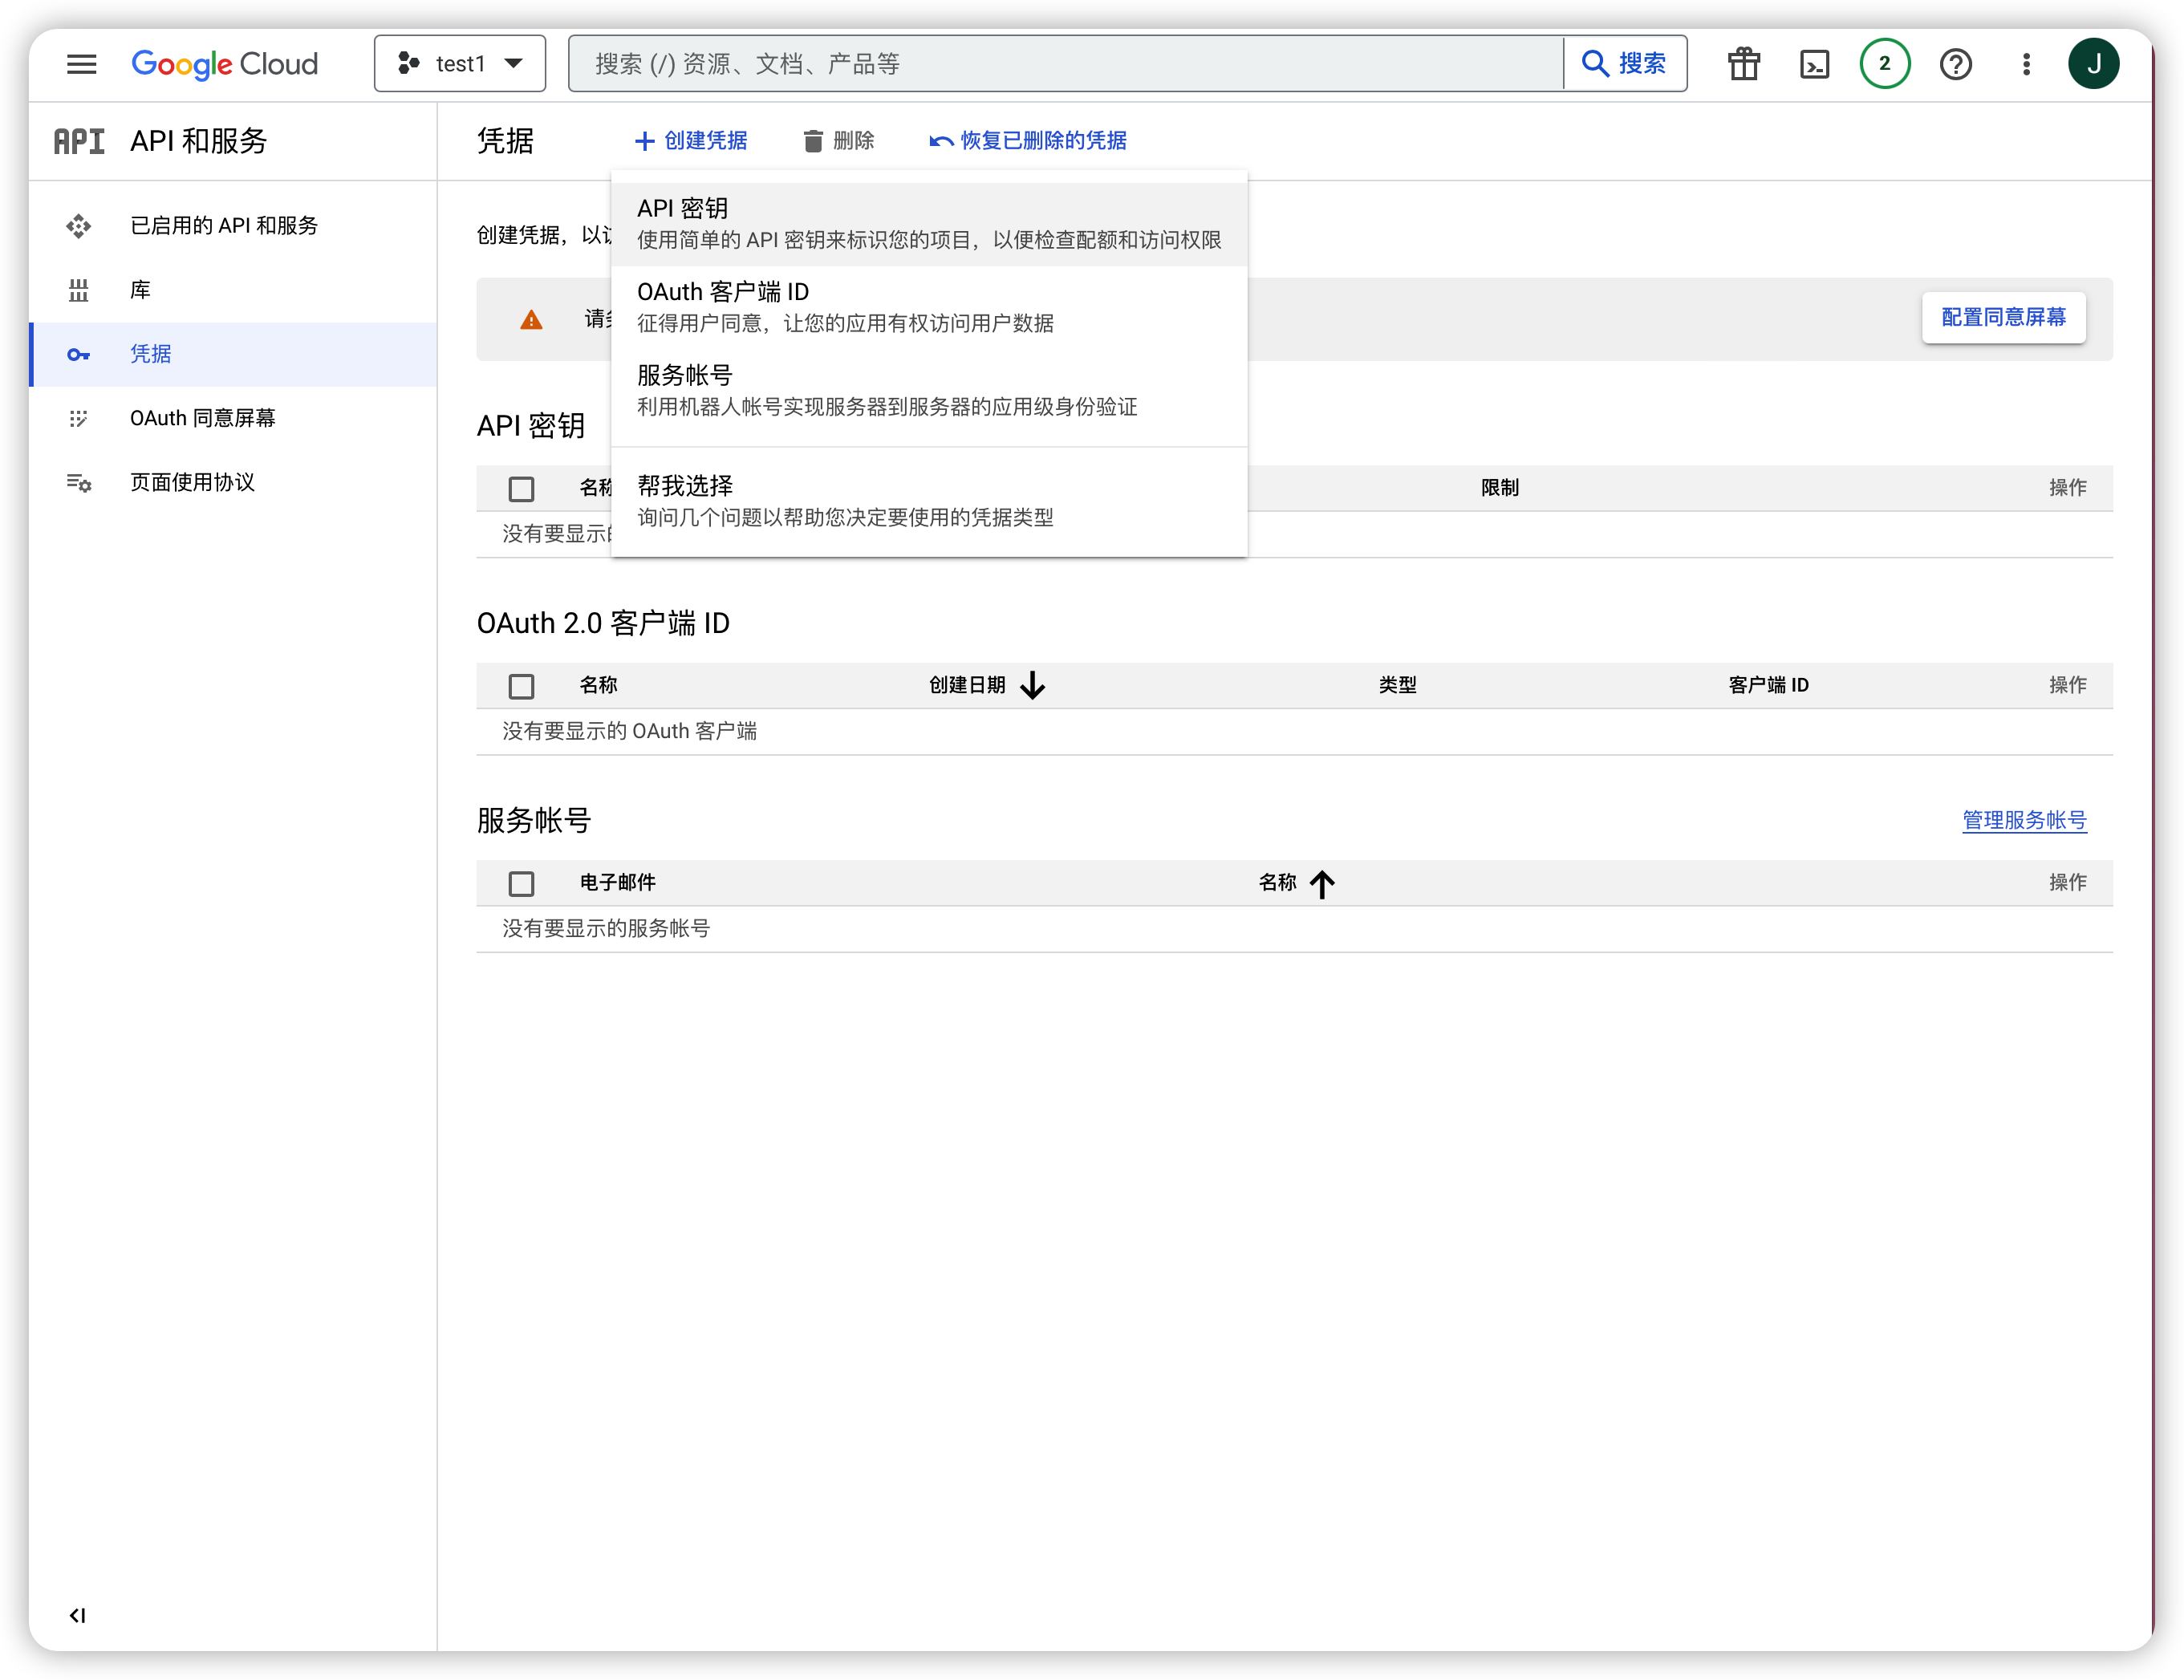 Google Cloud
test1
搜索 (/) 资源、文档、产品等
搜索
2
J
API
API 和服务
凭据
创建凭据
删除
恢复已删除的凭据
已启用的 API 和服务
库
凭据
OAuth 同意屏幕
页面使用协议
API 密钥
使用简单的 API 密钥来标识您的项目，以便检查配额和访问权限
OAuth 客户端 ID
征得用户同意，让您的应用有权访问用户数据
服务帐号
利用机器人帐号实现服务器到服务器的应用级身份验证
帮我选择
询问几个问题以帮助您决定要使用的凭据类型
创建凭据，以
请
配置同意屏幕
API 密钥
名称
限制
操作
没有要显示
OAuth 2.0 客户端 ID
名称
创建日期
类型
客户端 ID
操作
没有要显示的 OAuth 客户端
服务帐号
管理服务帐号
电子邮件
名称
操作
没有要显示的服务帐号